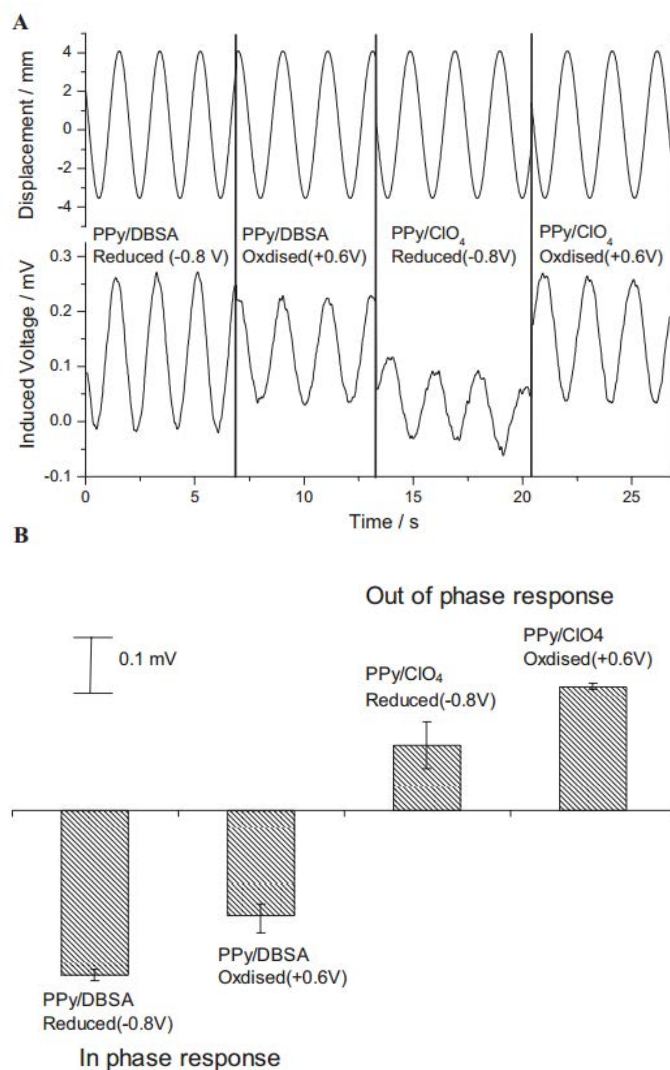 A
Displacement / mm
4
2
0
-2
-4
PPy/DBSA
Reduced (-0.8 V)
PPy/DBSA
Oxdised(+0.6V)
PPy/ClO₄
Reduced(-0.8V)
PPy/ClO₄
Oxdised(+0.6V)
Induced Voltage / mV
0.3
0.2
0.1
0.0
-0.1
0 5 10 15 20 25
Time / s
B
Out of phase response
0.1 mV
PPy/ClO₄
Reduced(-0.8V)
PPy/ClO4
Oxdised(+0.6V)
PPy/DBSA
Reduced(-0.8V)
PPy/DBSA
Oxdised(+0.6V)
In phase response